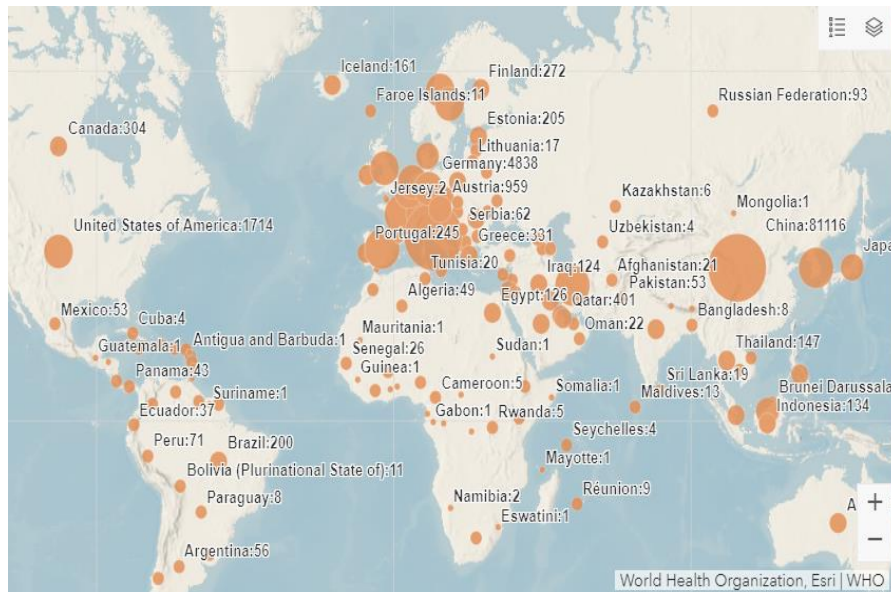 Iceland:161
Finland:272
Faroe Islands:11
Russian Federation:93
Canada:304
Estonia:205
Lithuania:17
Germany:4838
Jersey:2
Austria:959
Kazakhstan:6
Mongolia:1
United States of America:1714
Serbia:62
China:81116
Portugal:245
Greece:331
Uzbekistan:4
Japa
Tunisia:20
Iraq:124
Afghanistan:21
Algeria:49
Egypt:126
Qatar:401
Pakistan:53
Mexico:53
Cuba:4
Mauritania:1
Oman:22
Bangladesh:8
Guatemala:1
Antigua and Barbuda:1
Senegal:26
Sudan:1
Thailand:147
Panama:43
Guinea:1
Cameroon:5
Somalia:1
Sri Lanka:19
Maldives:13
Brunei Darussala
Suriname:1
Ecuador:37
Gabon:1
Rwanda:5
Indonesia:134
Seychelles:4
Peru:71
Brazil:200
Mayotte:1
Bolivia (Plurinational State of):11
Réunion:9
Paraguay:8
Namibia:2
Eswatini:1
A
Argentina:56
World Health Organization, Esri | WHO